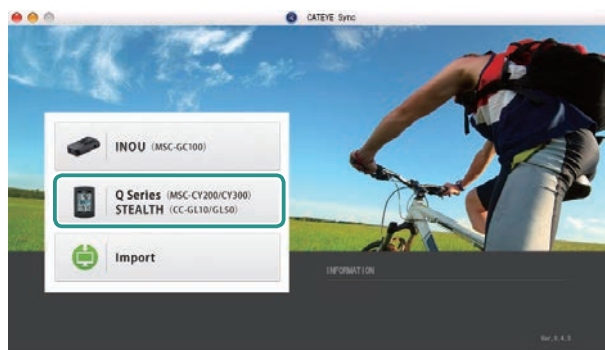 CATEYE Sync
INOU (MSC-GC100)
Q Series (MSC-CY200/CY300)
STEALTH (CC-GL10/GL50)
Import
INFORMATION